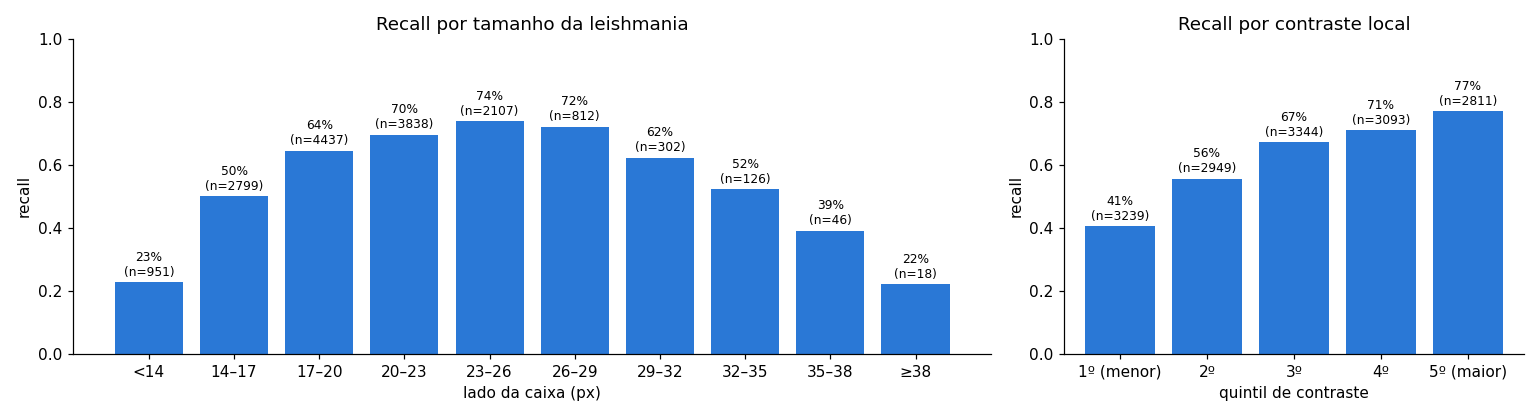 Recall por tamanho da leishmania
recall
1.0
0.8
0.6
0.4
0.2
0.0
23%
(n=951)
50%
(n=2799)
64%
(n=4437)
70%
(n=3838)
74%
(n=2107)
72%
(n=812)
62%
(n=302)
52%
(n=126)
39%
(n=46)
22%
(n=18)
<14
14–17
17–20
20–23
23–26
26–29
29–32
32–35
35–38
≥38
lado da caixa (px)
Recall por contraste local
recall
1.0
0.8
0.6
0.4
0.2
0.0
41%
(n=3239)
56%
(n=2949)
67%
(n=3344)
71%
(n=3093)
77%
(n=2811)
1º (menor)
2º
3º
4º
5º (maior)
quintil de contraste